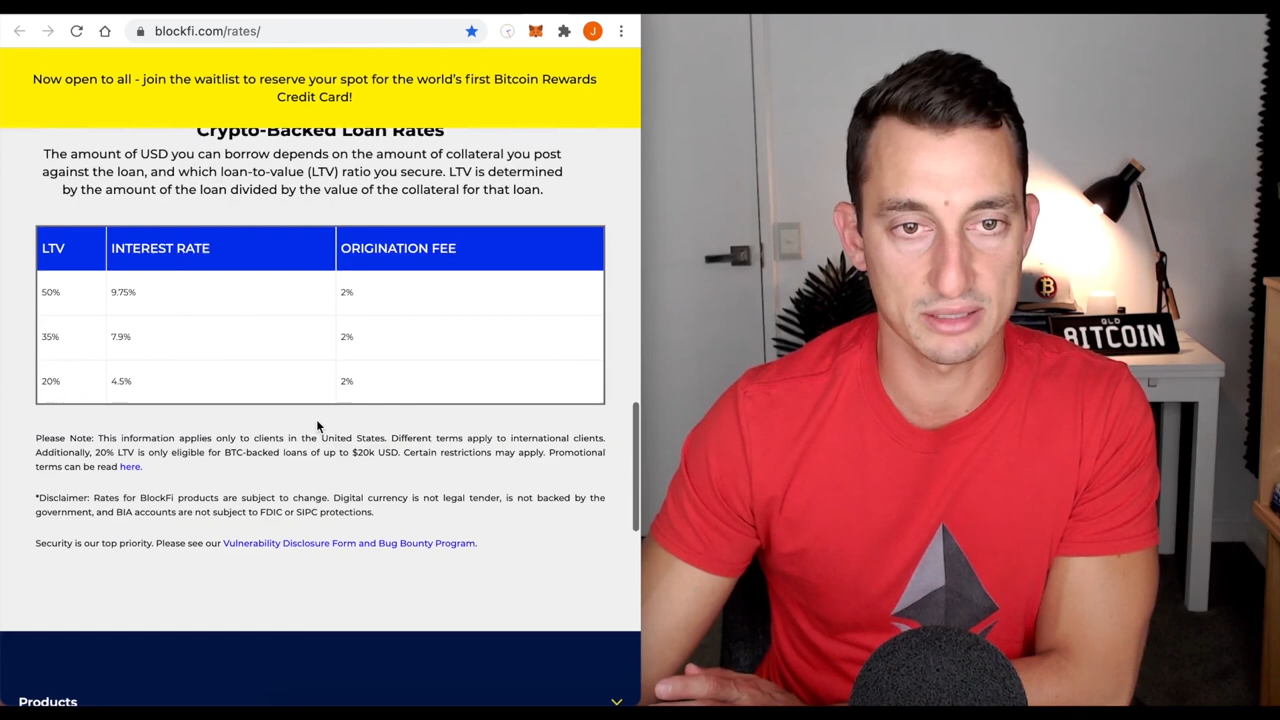 blockfi.com/rates/
J
Now open to all - join the waitlist to reserve your spot for the world's first Bitcoin Rewards
Credit Card!
Crypto-Backed Loan Rates
The amount of USD you can borrow depends on the amount of collateral you post
against the loan, and which loan-to-value (LTV) ratio you secure. LTV is determined
by the amount of the loan divided by the value of the collateral for that loan.
LTV INTEREST RATE ORIGINATION FEE
50% 9.75% 2%
35% 7.9% 2%
20% 4.5% 2%
Please Note: This information applies only to clients in the United States. Different terms apply to international clients.
Additionally, 20% LTV is only eligible for BTC-backed loans of up to $20k USD. Certain restrictions may apply. Promotional
terms can be read here.
*Disclaimer: Rates for BlockFi products are subject to change. Digital currency is not legal tender, is not backed by the
government, and BIA accounts are not subject to FDIC or SIPC protections.
Security is our top priority. Please see our Vulnerability Disclosure Form and Bug Bounty Program.
Products
QLD
BITCOIN